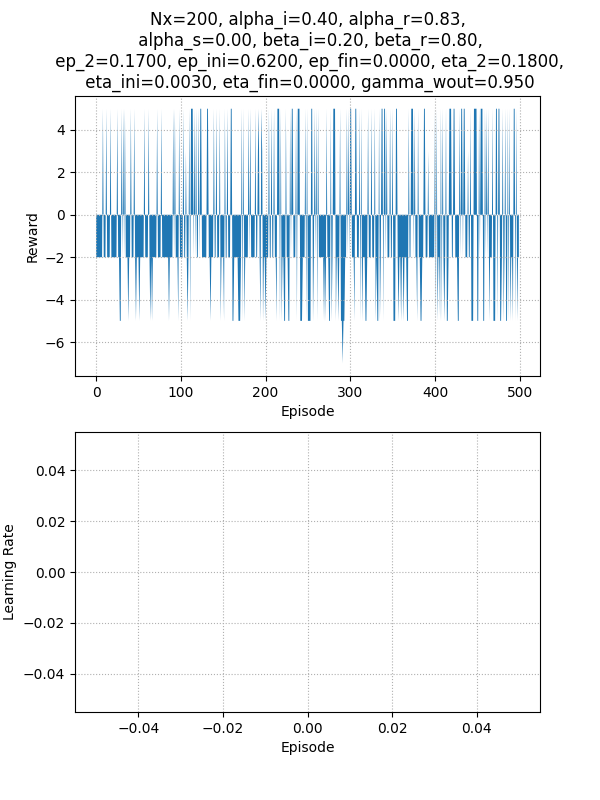 Nx=200, alpha_i=0.40, alpha_r=0.83,
alpha_s=0.00, beta_i=0.20, beta_r=0.80,
ep_2=0.1700, ep_ini=0.6200, ep_fin=0.0000, eta_2=0.1800,
eta_ini=0.0030, eta_fin=0.0000, gamma_wout=0.950
4
2
0
−2
−4
−6
Reward
0 100 200 300 400 500
Episode
0.04
0.02
0.00
−0.02
−0.04
Learning Rate
−0.04 −0.02 0.00 0.02 0.04
Episode